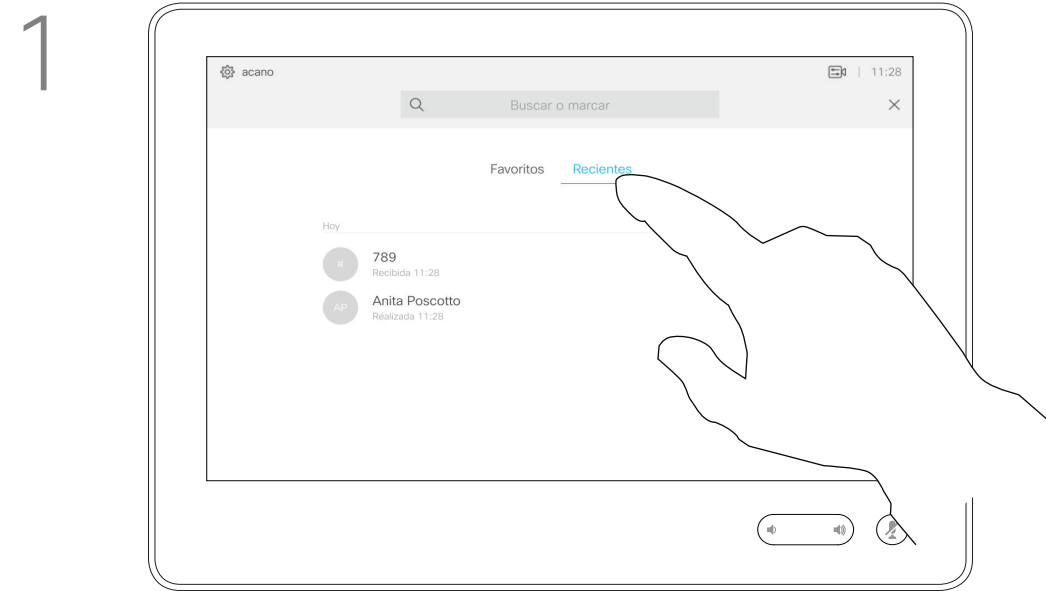 1
acano
11:28
Buscar o marcar
Favoritos Recientes
Hoy
#
789
Recibida 11:28
AP
Anita Poscotto
Realizada 11:28